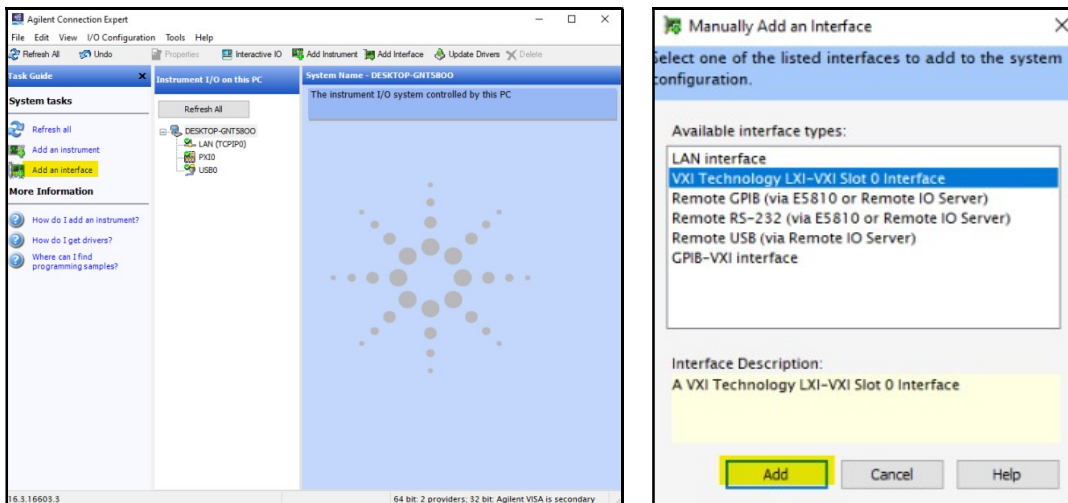 Agilent Connection Expert
File Edit View I/O Configuration Tools Help
Refresh All Undo Properties Interactive IO Add Instrument Add Interface Update Drivers Delete
Task Guide X
System tasks
Refresh all
Add an instrument
Add an interface
More Information
How do I add an instrument?
How do I get drivers?
Where can I find
programming samples?
Instrument I/O on this PC
Refresh All
DESKTOP-GNT58OO
LAN (TCPIP0)
PXI0
USB0
System Name - DESKTOP-GNT58OO
The instrument I/O system controlled by this PC
16.3.16603.3
64 bit: 2 providers; 32 bit: Agilent VISA is secondary
Manually Add an Interface
Select one of the listed interfaces to add to the system
configuration.
Available interface types:
LAN interface
VXI Technology LXI-VXI Slot 0 Interface
Remote GPIB (via E5810 or Remote IO Server)
Remote RS-232 (via E5810 or Remote IO Server)
Remote USB (via Remote IO Server)
GPIB-VXI interface
Interface Description:
A VXI Technology LXI-VXI Slot 0 Interface
Add Cancel Help